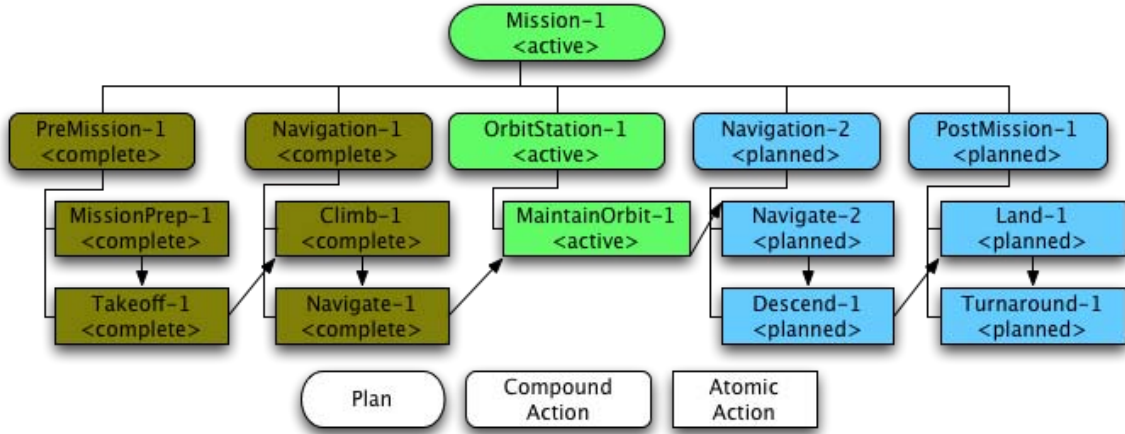 Mission-1
<active>
PreMission-1
<complete>
Navigation-1
<complete>
OrbitStation-1
<active>
Navigation-2
<planned>
PostMission-1
<planned>
MissionPrep-1
<complete>
Climb-1
<complete>
MaintainOrbit-1
<active>
Navigate-2
<planned>
Land-1
<planned>
Takeoff-1
<complete>
Navigate-1
<complete>
Descend-1
<planned>
Turnaround-1
<planned>
Plan
Compound
Action
Atomic
Action